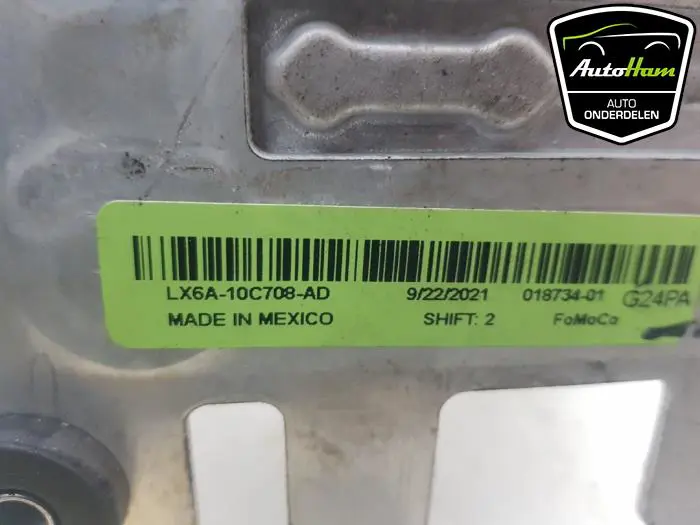 AutoHam
AUTO
ONDERDELEN
LX6A-10C708-AD 9/22/2021 018734-01 G24PA
MADE IN MEXICO SHIFT: 2 FoMoCo